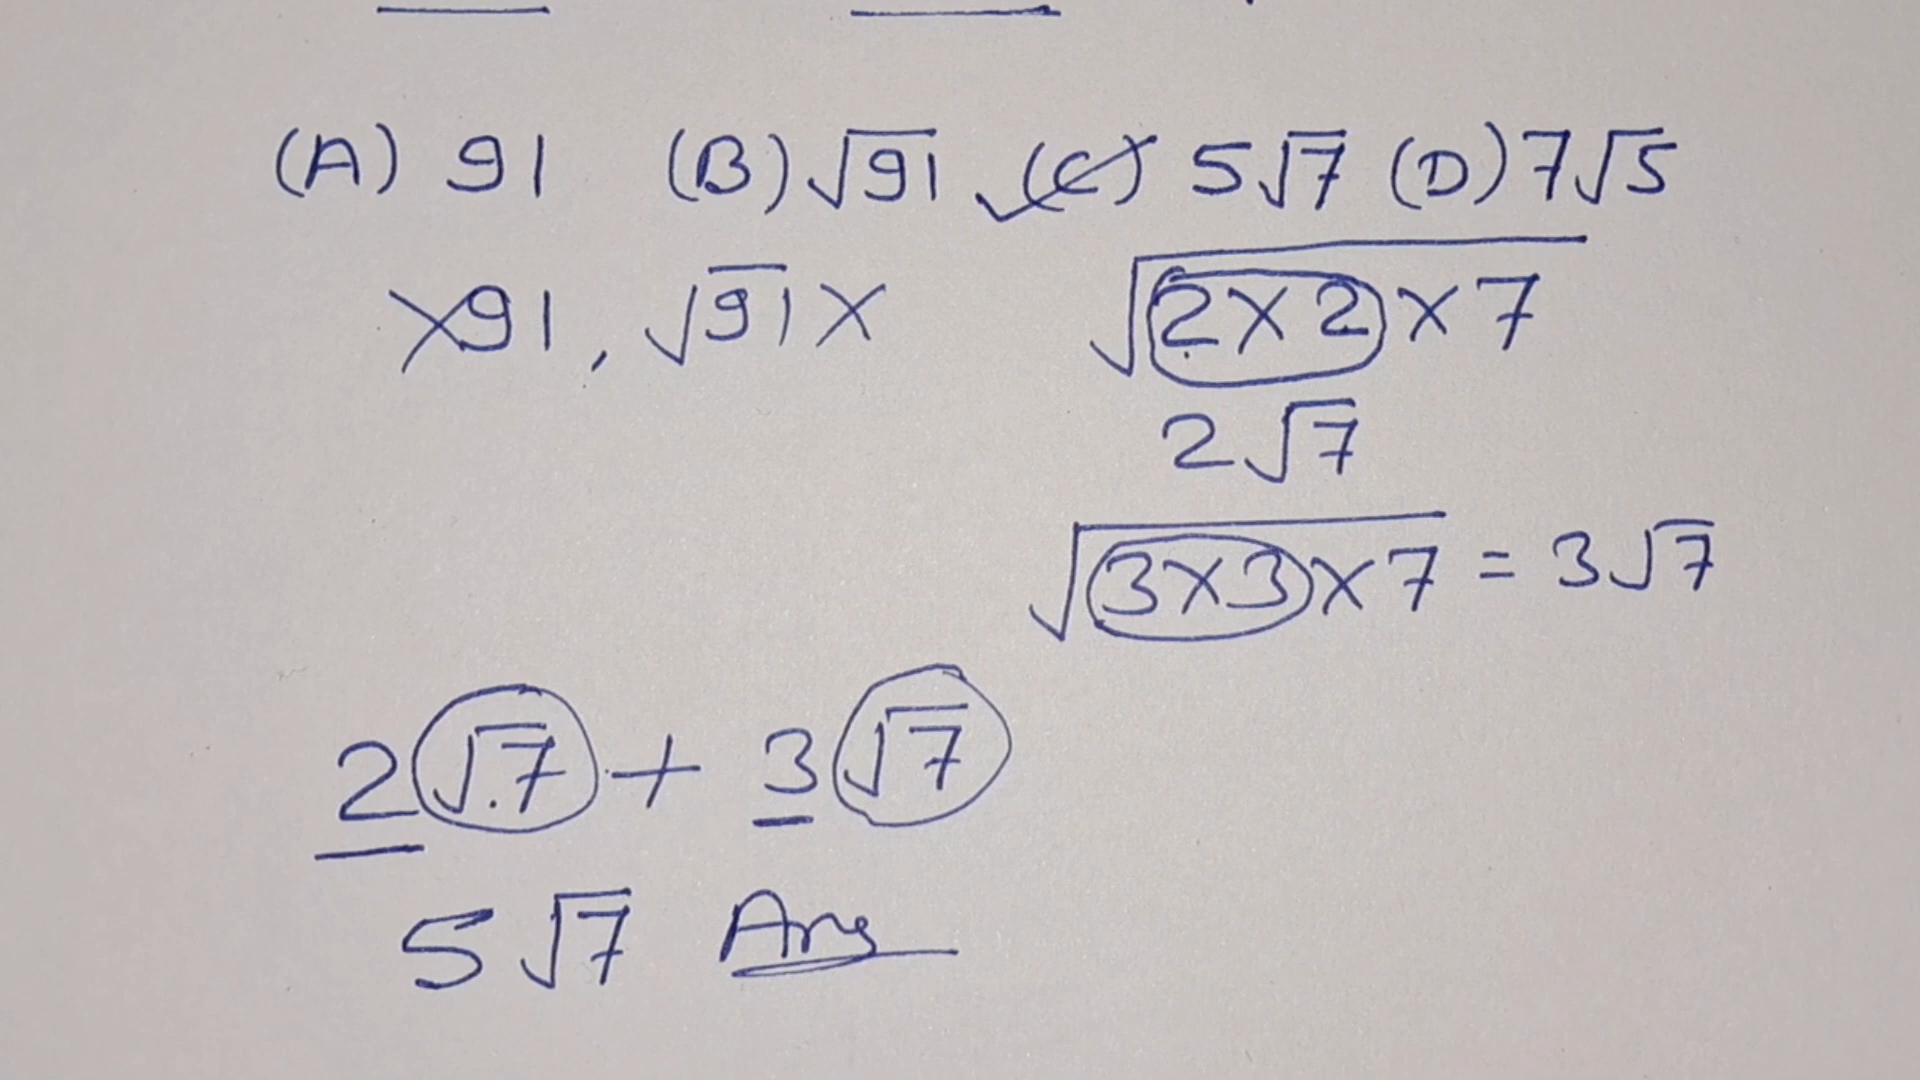 (A) 91 (B) √91 ✓(C) 5√7 (D) 7√5
×91, √91 ×
√2×2×7
2√7
√3×3×7 = 3√7
2√7 + 3√7
5√7 Ans